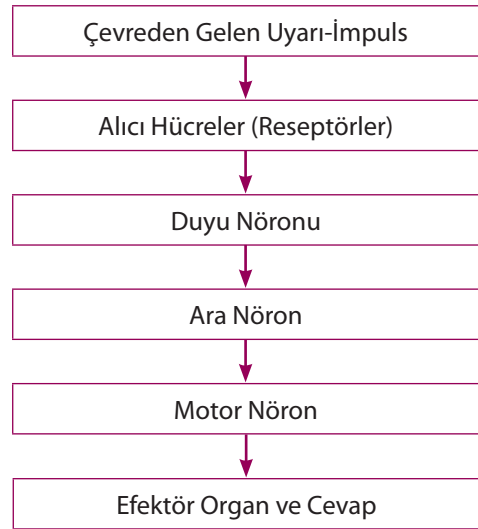 Çevreden Gelen Uyarı-İmpuls
Alıcı Hücreler (Reseptörler)
Duyu Nöronu
Ara Nöron
Motor Nöron
Efektör Organ ve Cevap